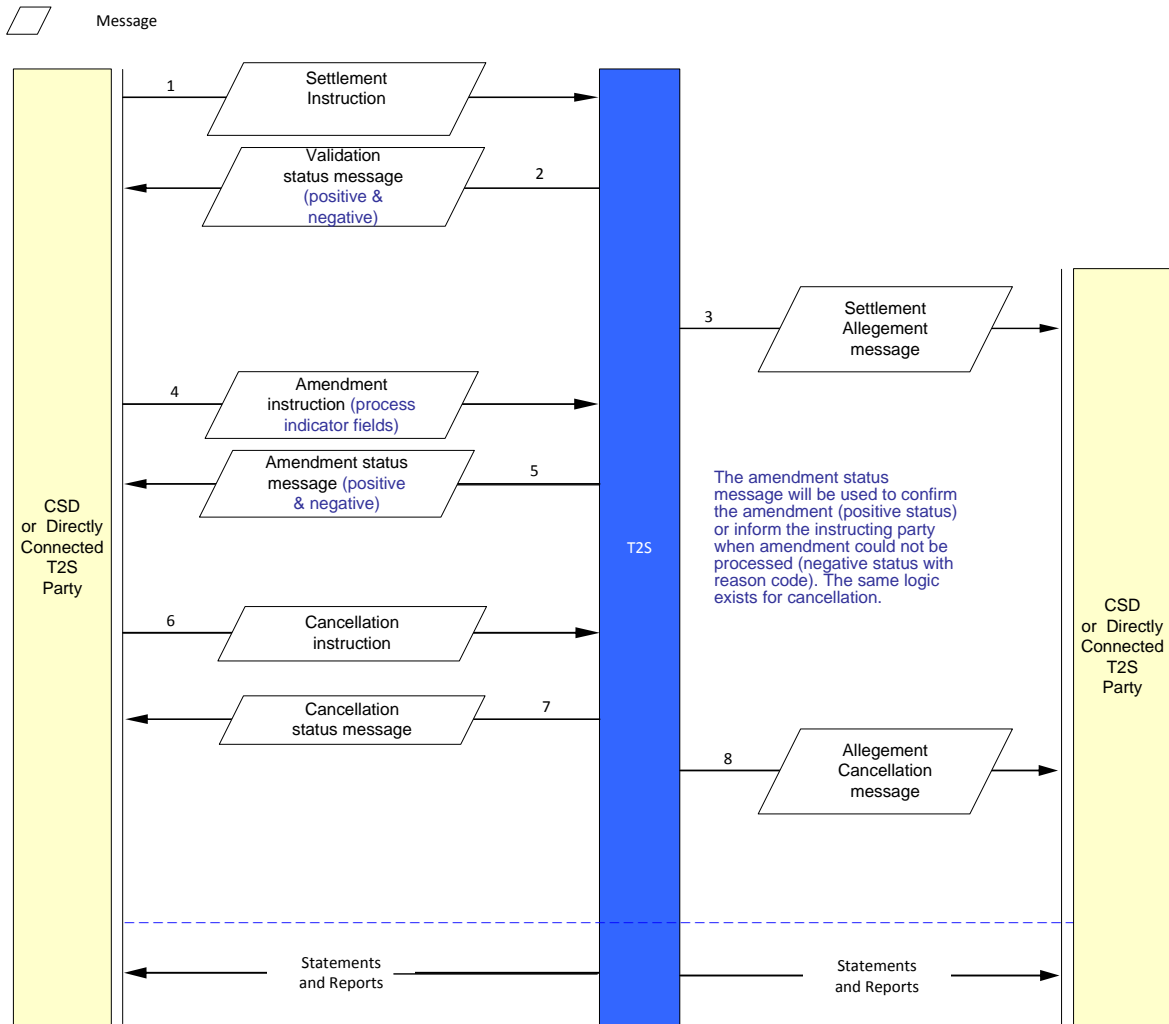 Message
1
Settlement
Instruction
Validation
status message
(positive &
negative)
2
3
Settlement
Allegement
message
4
Amendment
instruction (process
indicator fields)
Amendment status
message (positive
& negative)
5
The amendment status
message will be used to confirm
the amendment (positive status)
or inform the instructing party
when amendment could not be
processed (negative status with
reason code). The same logic
exists for cancellation.
CSD
or Directly
Connected
T2S
Party
T2S
CSD
or Directly
Connected
T2S
Party
6
Cancellation
instruction
Cancellation
status message
7
8
Allegement
Cancellation
message
Statements
and Reports
Statements
and Reports